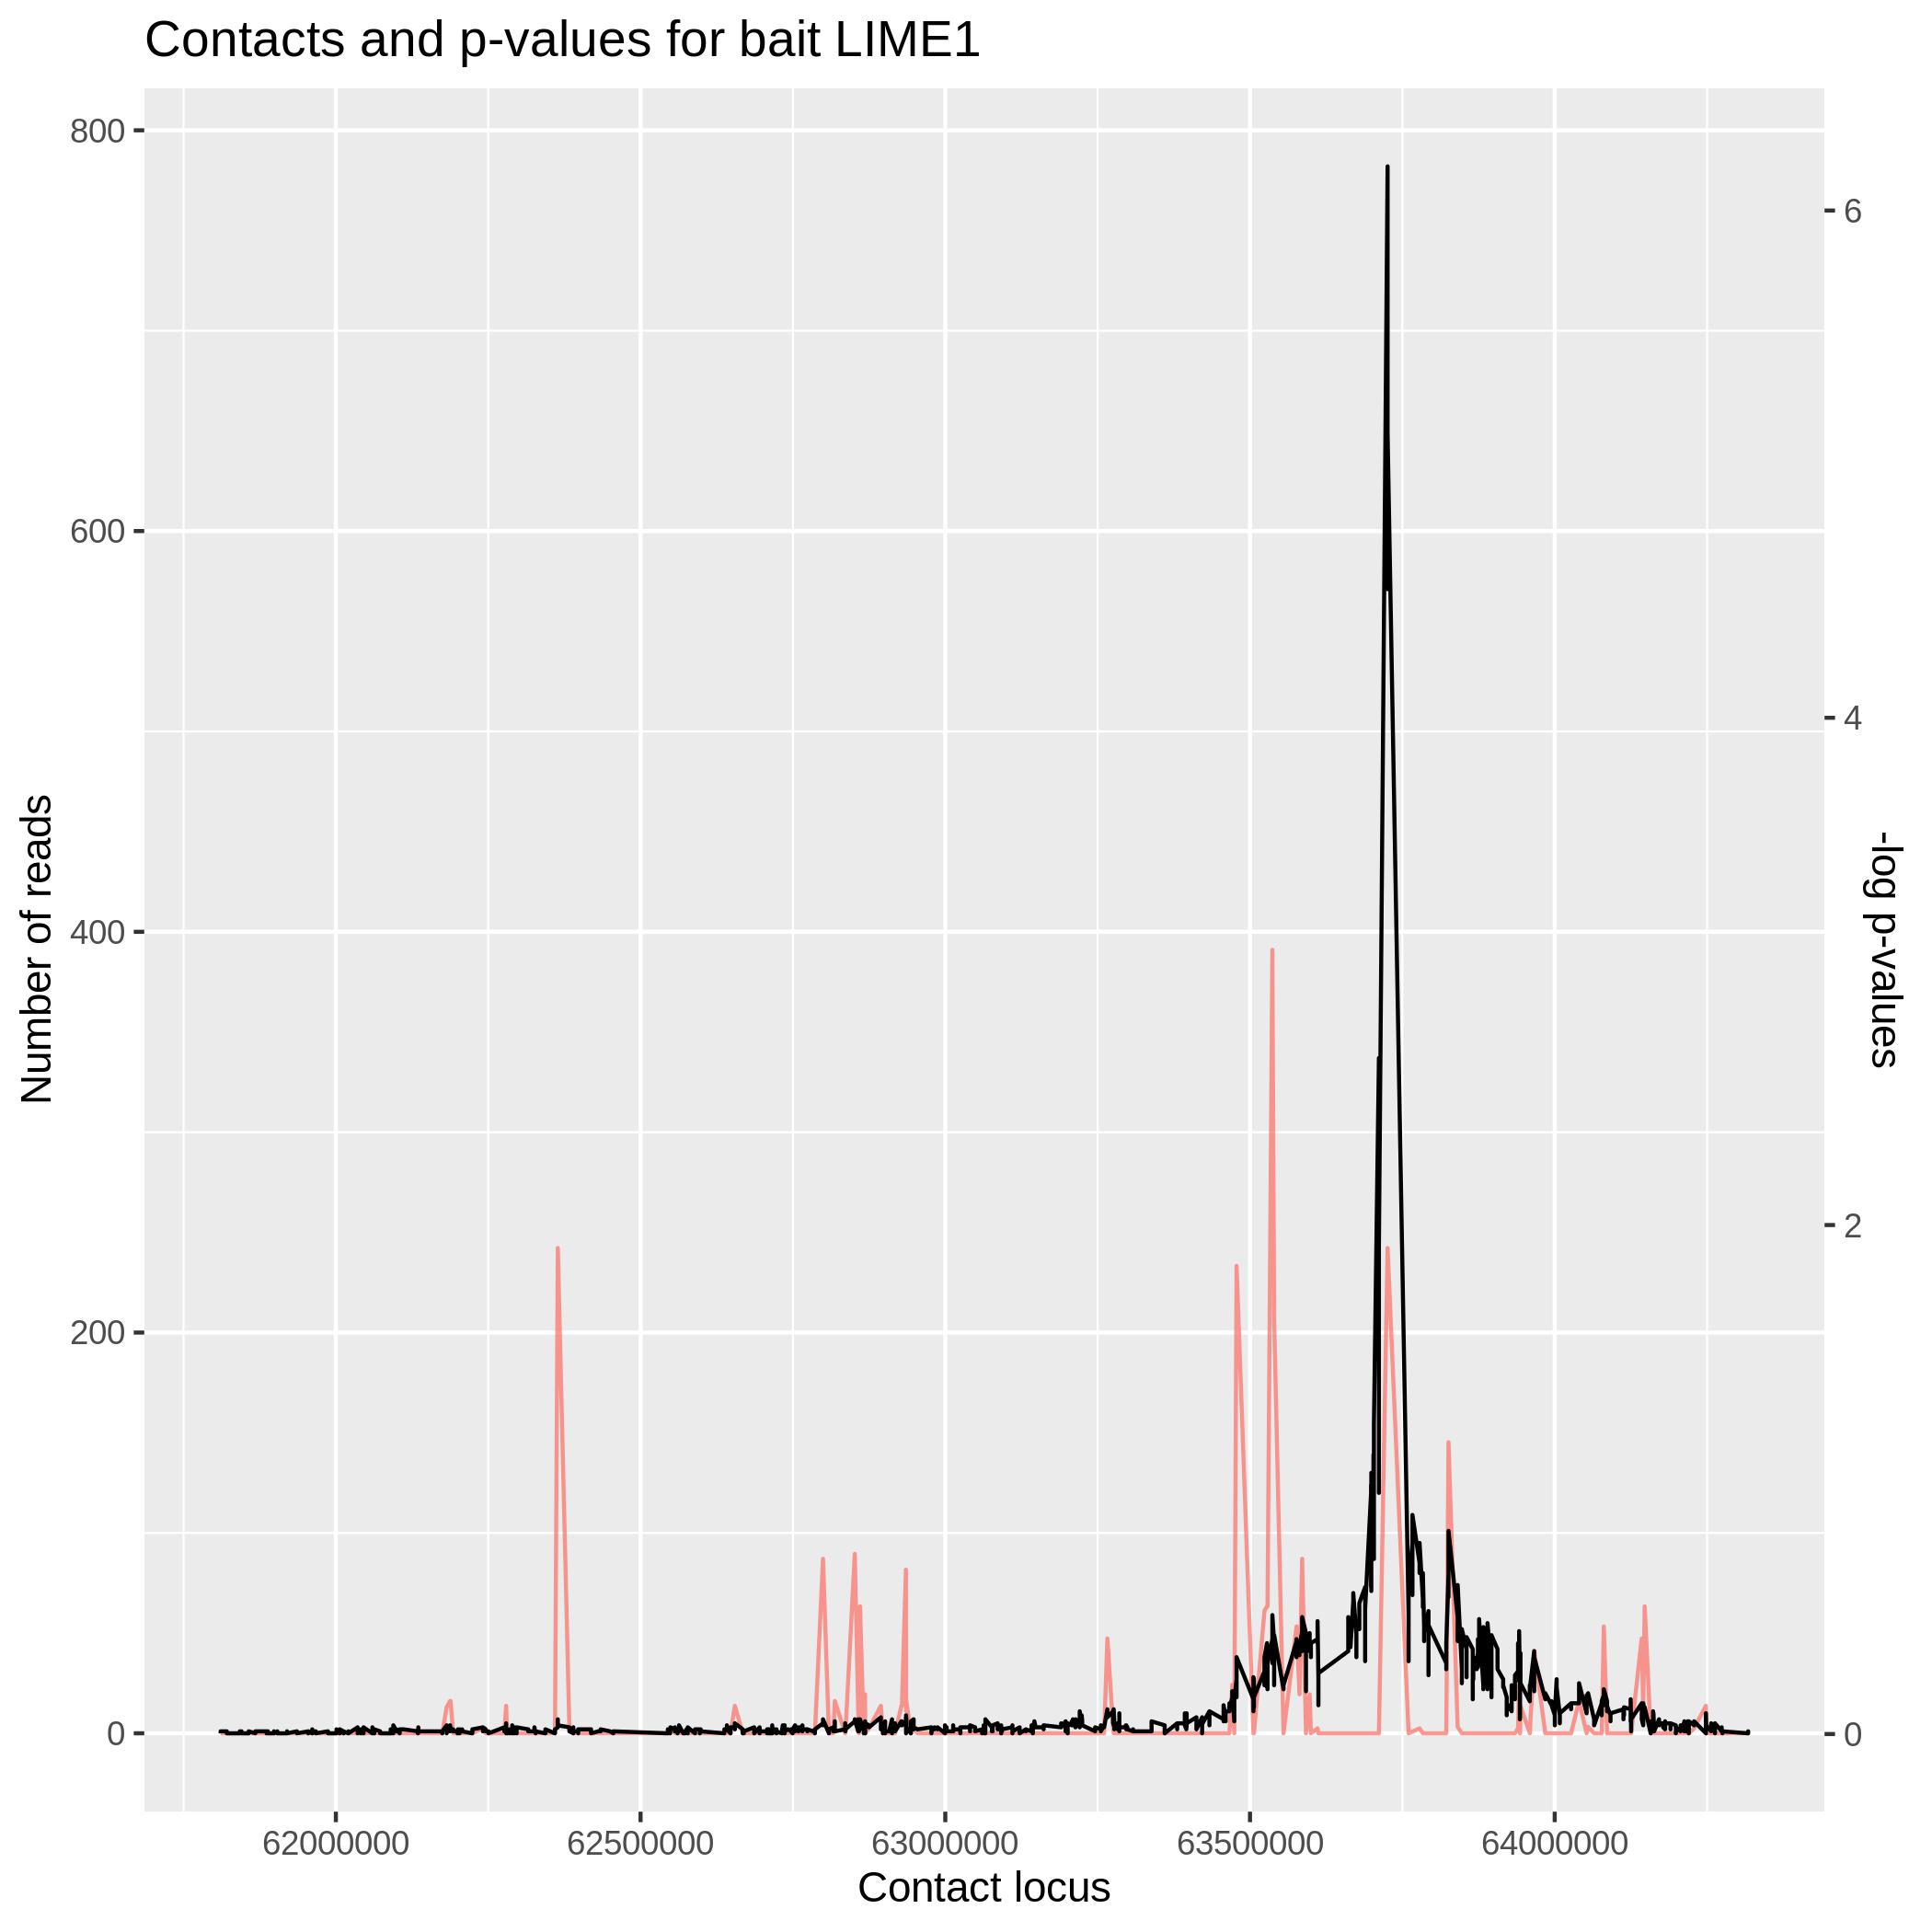 Contacts and p-values for bait LIME1
800
600
400
200
0
Number of reads
6
4
2
0
-log p-values
62000000 62500000 63000000 63500000 64000000
Contact locus